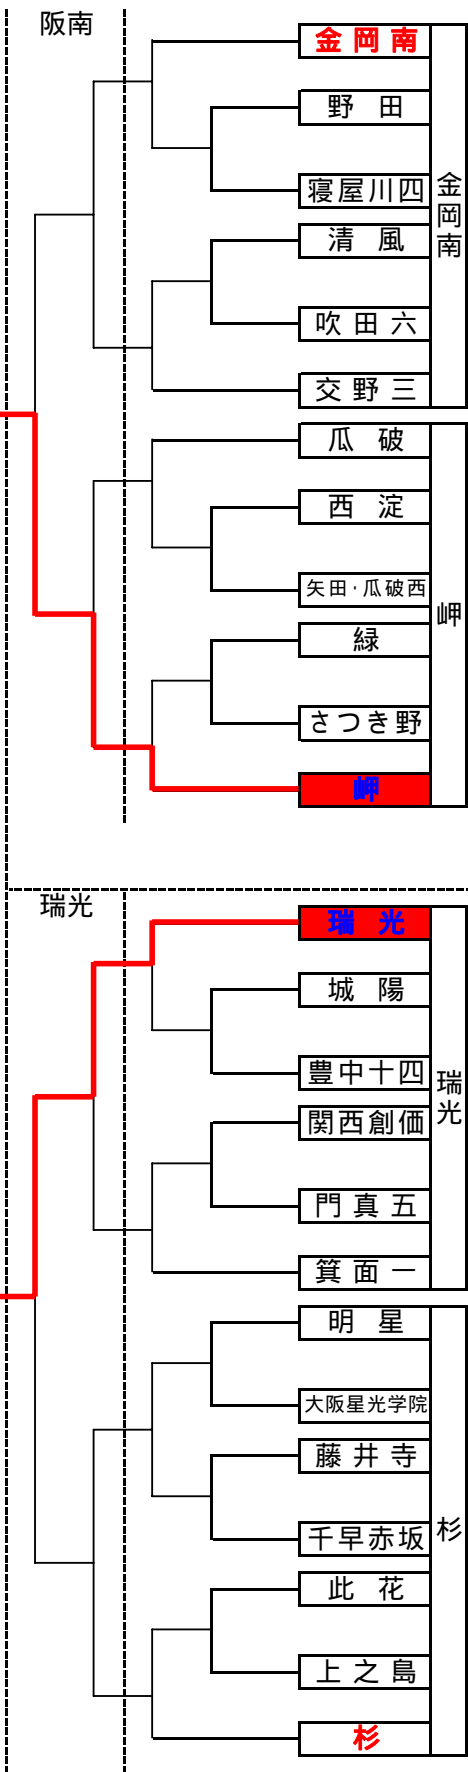 阪南
金岡南
野田
寝屋川四
清風
吹田六
交野三
金岡南
瓜破
西淀
矢田・瓜破西
緑
さつき野
岬
岬
瑞光
瑞光
城陽
豊中十四
関西創価
門真五
箕面一
瑞光
明星
大阪星光学院
藤井寺
千早赤坂
此花
上之島
杉
杉